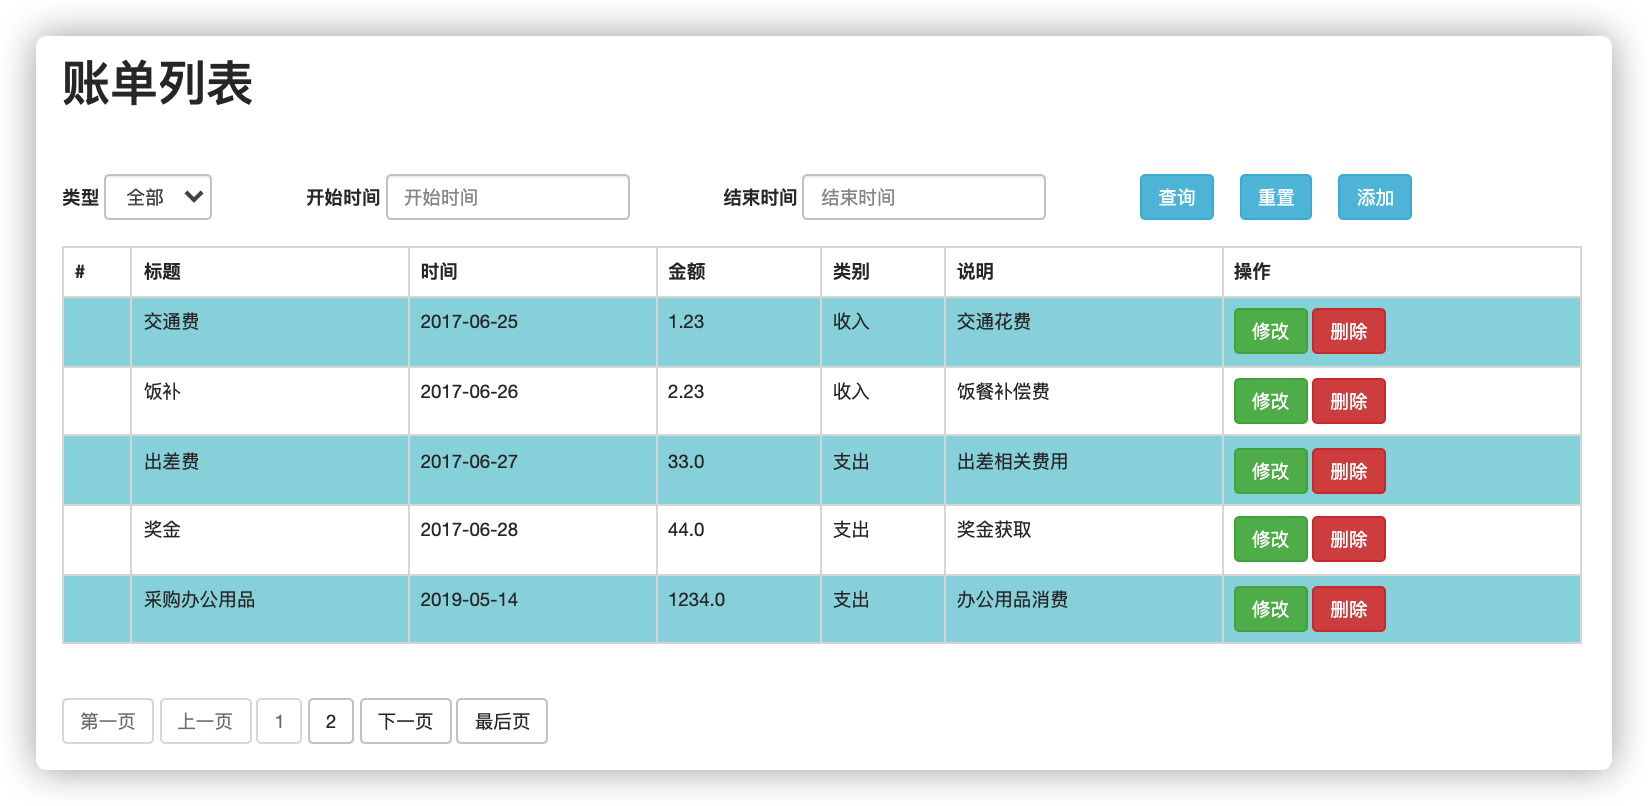 账单列表
类型 全部 开始时间 开始时间 结束时间 结束时间 查询 重置 添加
# 标题 时间 金额 类别 说明 操作
交通费 2017-06-25 1.23 收入 交通花费 修改 删除
饭补 2017-06-26 2.23 收入 饭餐补偿费 修改 删除
出差费 2017-06-27 33.0 支出 出差相关费用 修改 删除
奖金 2017-06-28 44.0 支出 奖金获取 修改 删除
采购办公用品 2019-05-14 1234.0 支出 办公用品消费 修改 删除
第一页 上一页 1 2 下一页 最后页